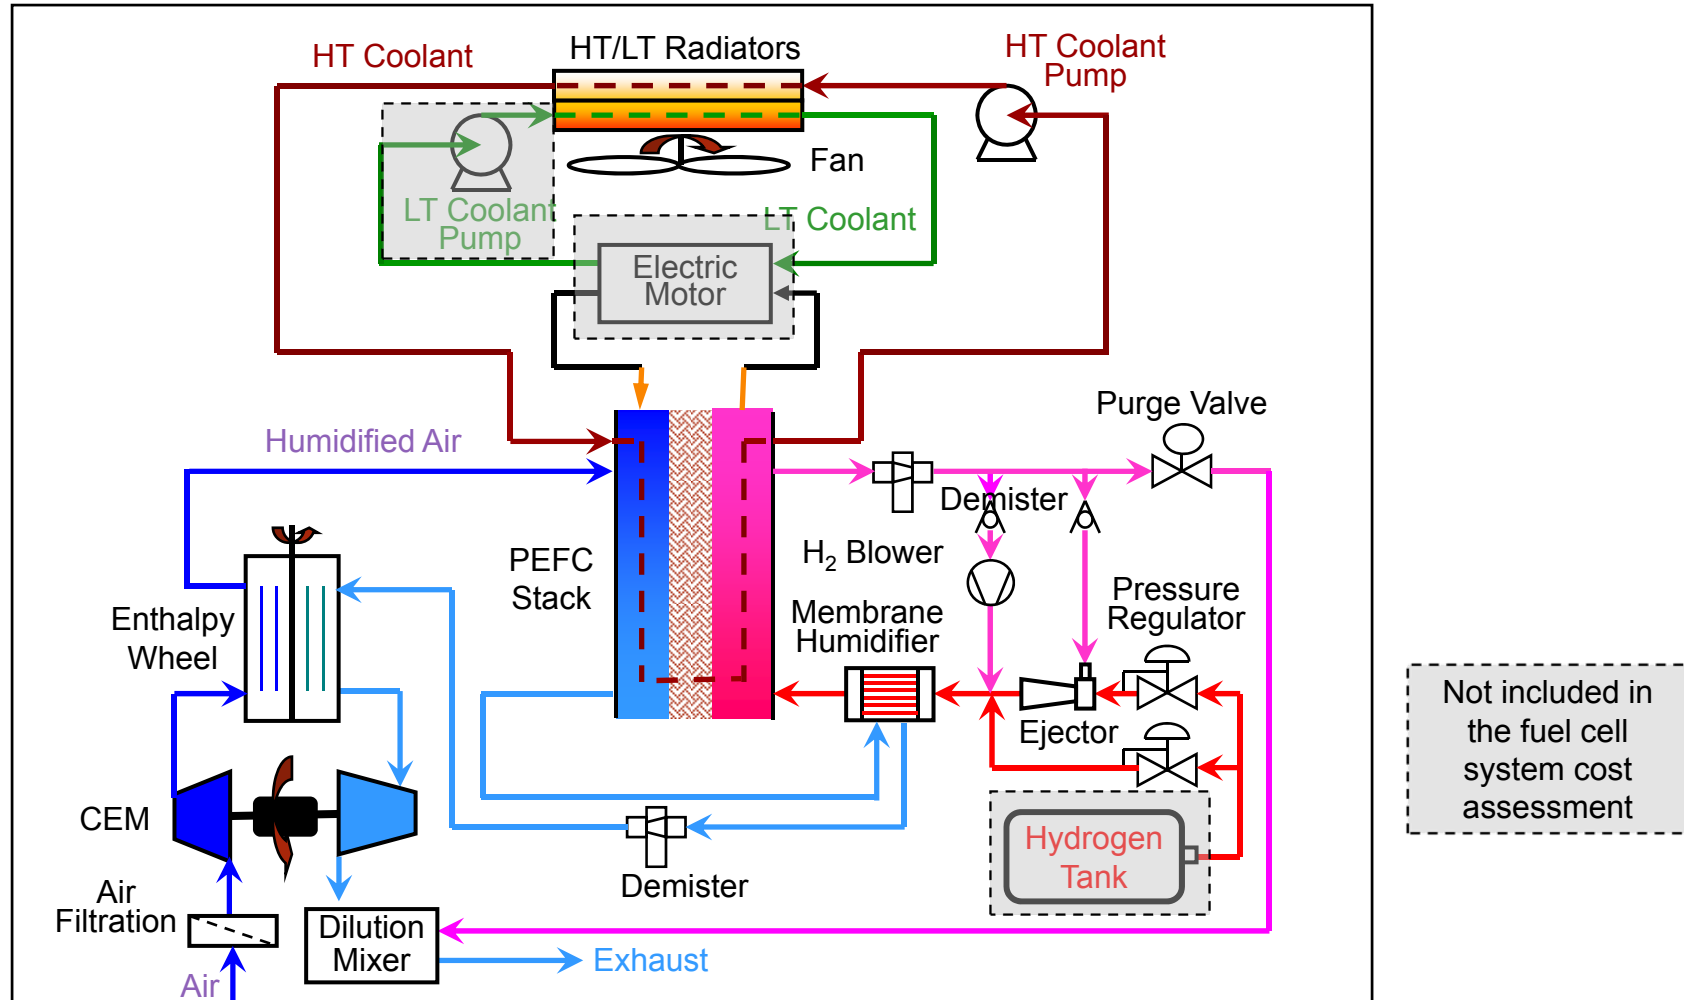 HT Coolant
HT/LT Radiators
HT Coolant
Pump
Fan
LT Coolant
Pump
LT Coolant
Electric
Motor
Purge Valve
Humidified Air
Demister
H₂ Blower
PEFC
Stack
Pressure
Regulator
Membrane
Humidifier
Enthalpy
Wheel
Ejector
Not included in
the fuel cell
system cost
assessment
CEM
Hydrogen
Tank
Demister
Air
Filtration
Dilution
Mixer
Exhaust
Air